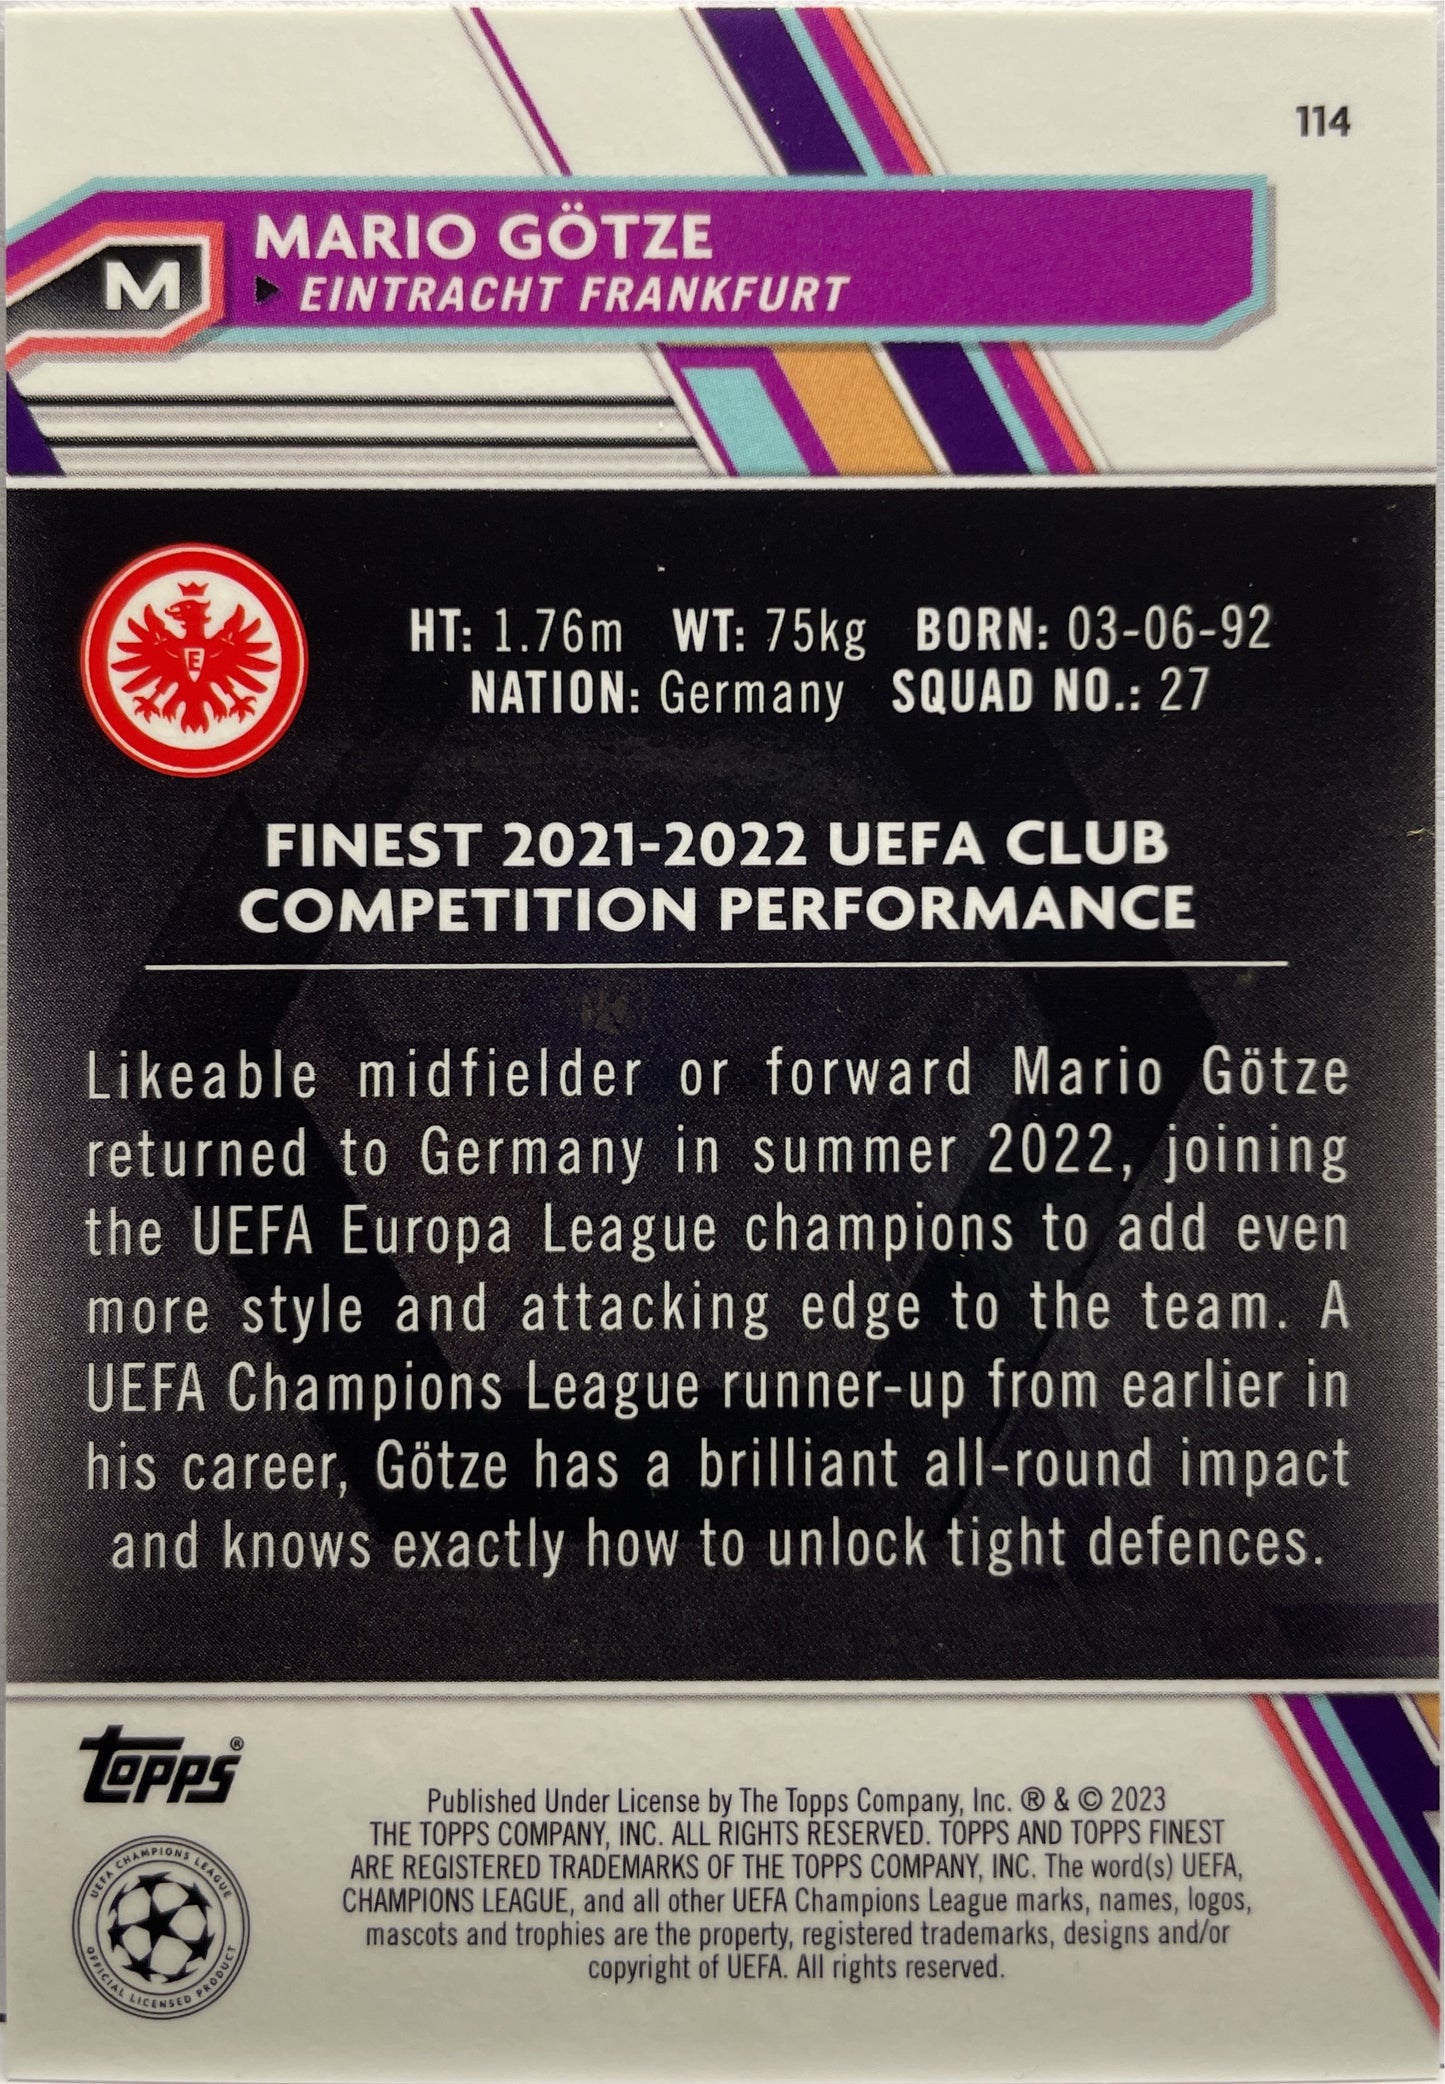 114
MARIO GÖTZE
M
EINTRACHT FRANKFURT
E
HT: 1.76m WT: 75kg BORN: 03-06-92
NATION: Germany SQUAD NO.: 27
FINEST 2021-2022 UEFA CLUB
COMPETITION PERFORMANCE
Likeable midfielder or forward Mario Götze
returned to Germany in summer 2022, joining
the UEFA Europa League champions to add even
more style and attacking edge to the team. A
UEFA Champions League runner-up from earlier in
his career, Götze has a brilliant all-round impact
and knows exactly how to unlock tight defences.
Topps®
Published Under License by The Topps Company, Inc. ® & © 2023
THE TOPPS COMPANY, INC. ALL RIGHTS RESERVED. TOPPS AND TOPPS FINEST
ARE REGISTERED TRADEMARKS OF THE TOPPS COMPANY, INC. The word(s) UEFA,
CHAMPIONS LEAGUE, and all other UEFA Champions League marks, names, logos,
mascots and trophies are the property, registered trademarks, designs and/or
copyright of UEFA. All rights reserved.
UEFA CHAMPIONS LEAGUE
OFFICIAL LICENSED PRODUCT